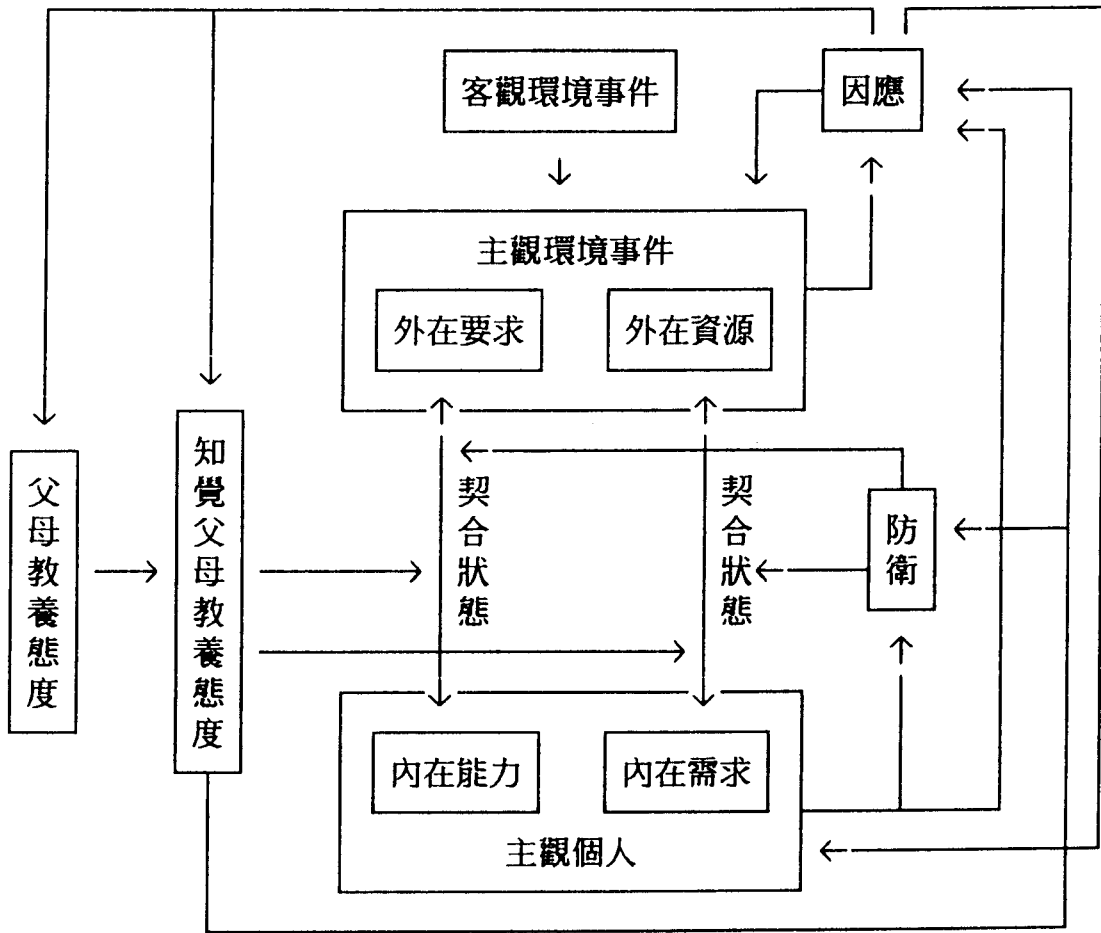 客觀環境事件
因應
主觀環境事件
外在要求
外在資源
父母教養態度
知覺父母教養態度
契合狀態
契合狀態
防衛
內在能力
內在需求
主觀個人